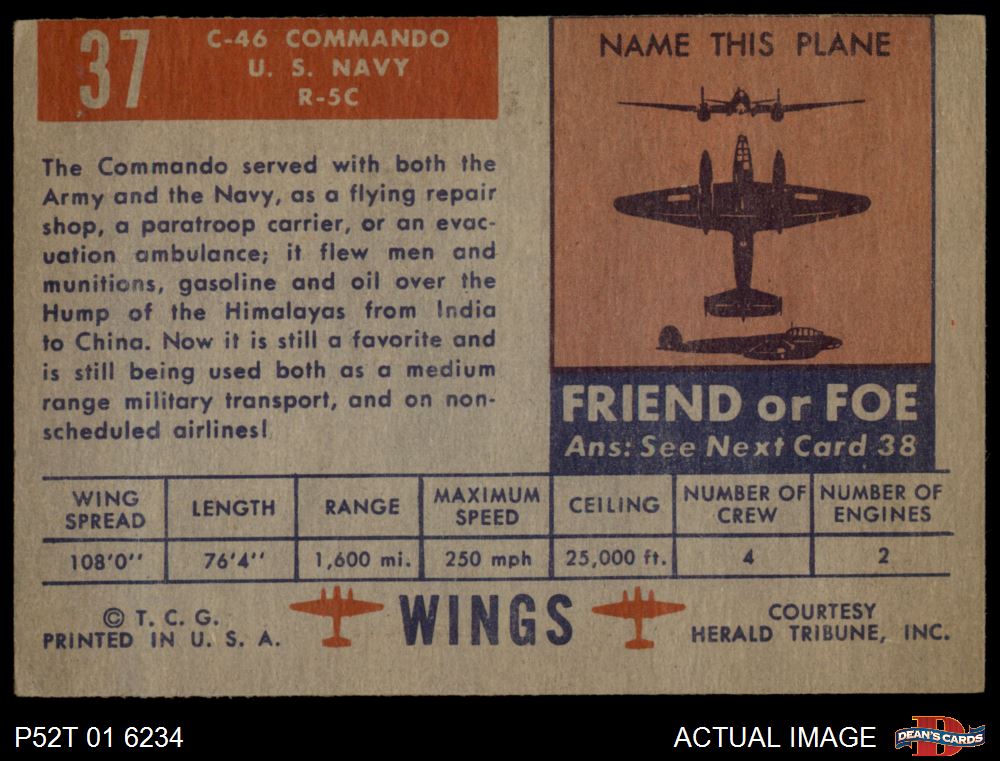 37
C-46 COMMANDO
U. S. NAVY
R-5C
The Commando served with both the
Army and the Navy, as a flying repair
shop, a paratroop carrier, or an evac-
uation ambulance; it flew men and
munitions, gasoline and oil over the
Hump of the Himalayas from India
to China. Now it is still a favorite and
is still being used both as a medium
range military transport, and on non-
scheduled airlines!
NAME THIS PLANE
FRIEND or FOE
Ans: See Next Card 38
WING SPREAD LENGTH RANGE MAXIMUM SPEED CEILING NUMBER OF CREW NUMBER OF ENGINES
108'0'' 76'4'' 1,600 mi. 250 mph 25,000 ft. 4 2
© T. C. G.
PRINTED IN U. S. A.
WINGS
COURTESY
HERALD TRIBUNE, INC.
P52T 01 6234
ACTUAL IMAGE
D
DEAN'S CARDS